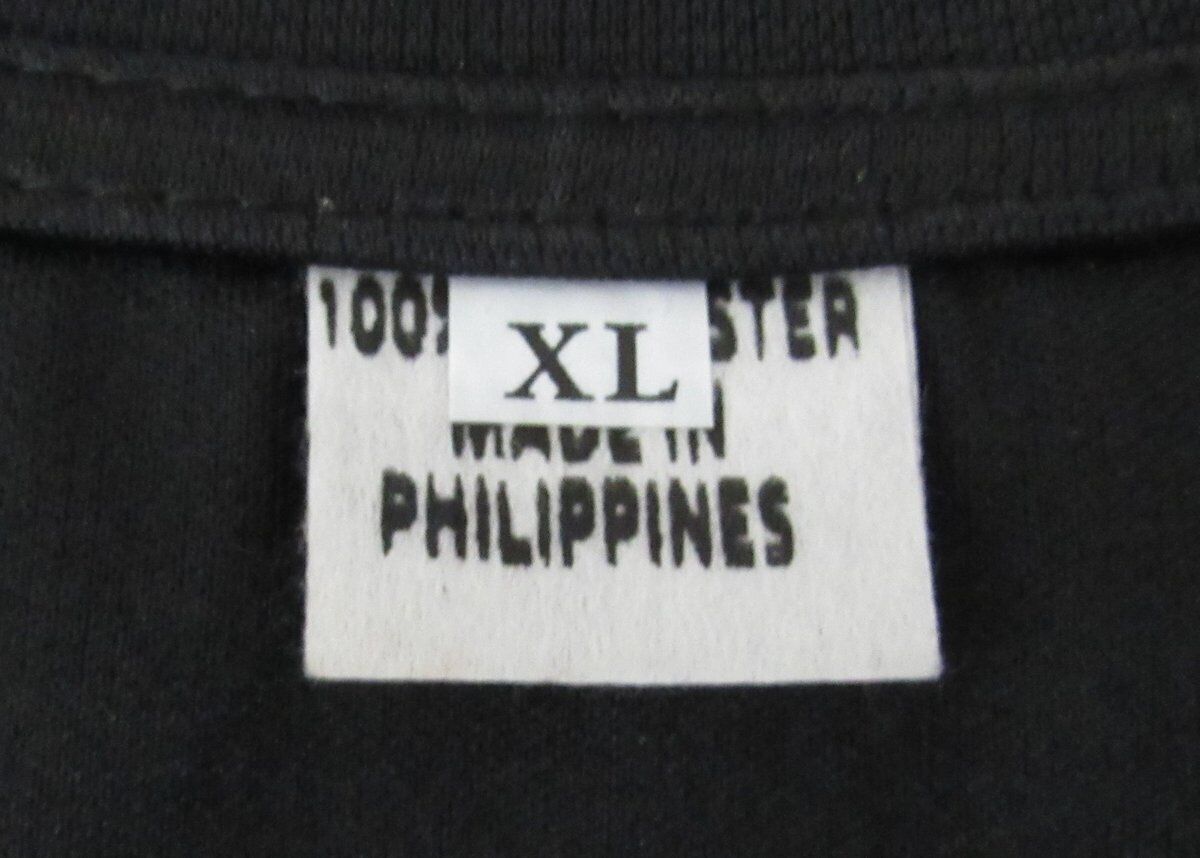 100% STER
XL
MADE IN
PHILIPPINES